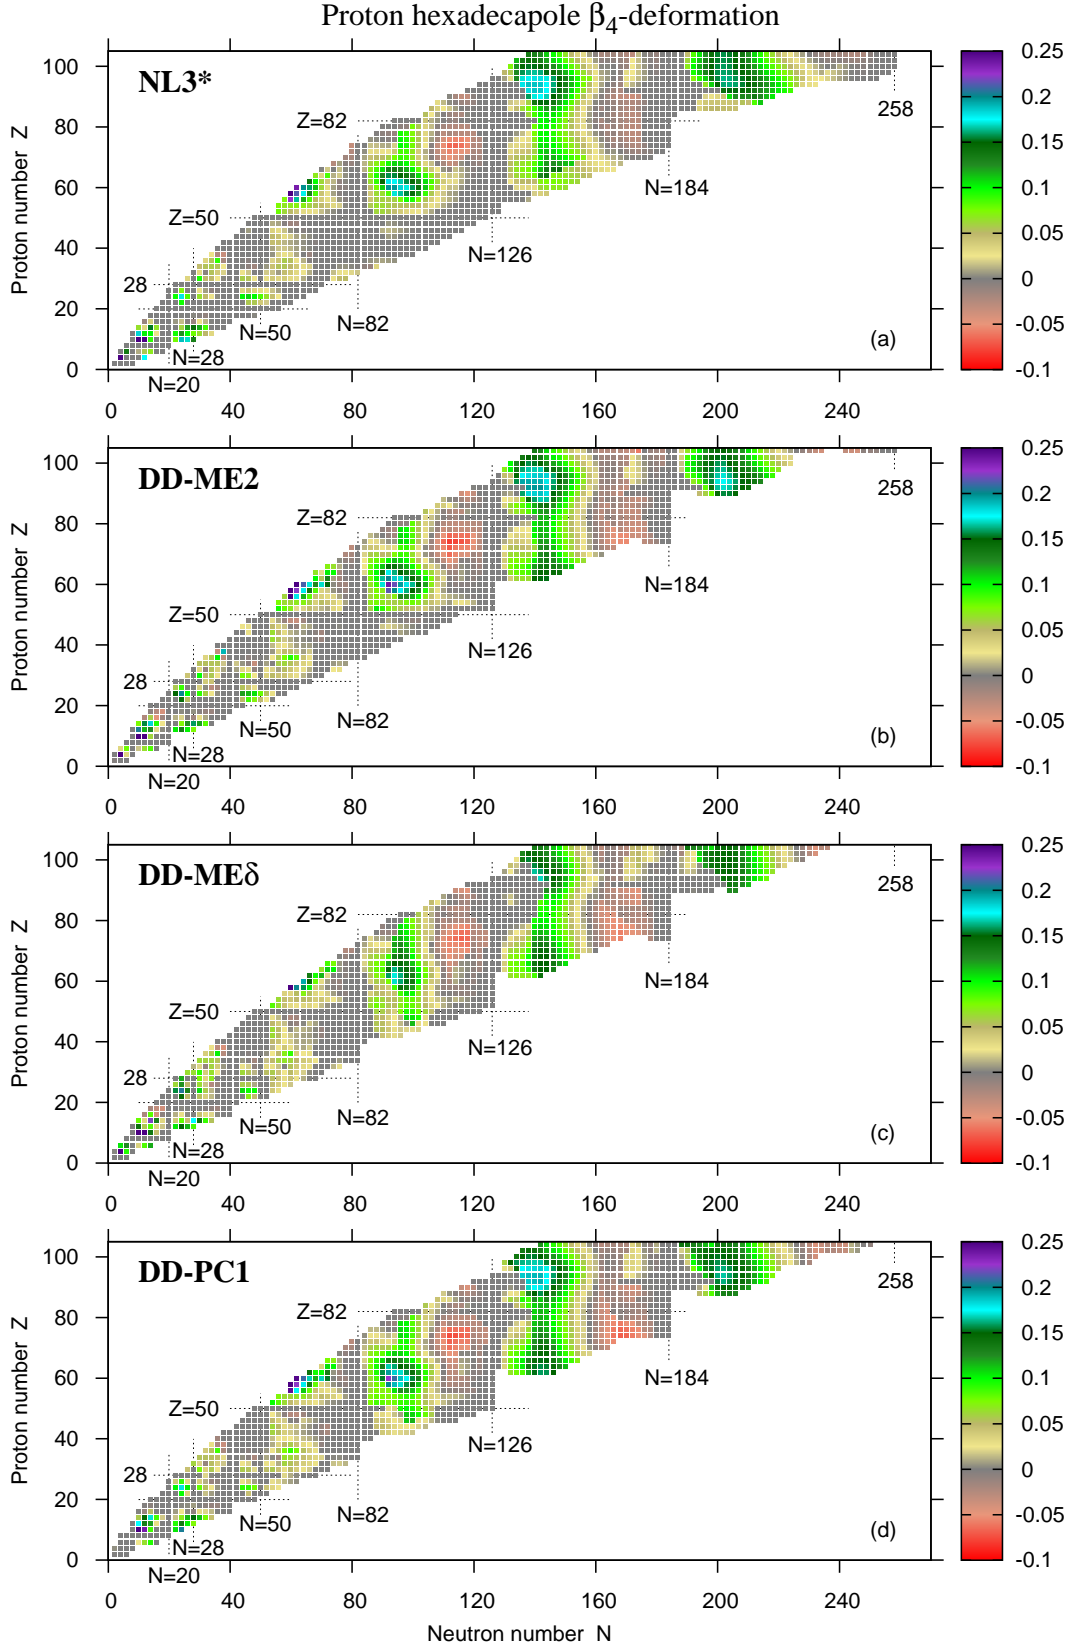 Proton hexadecapole β4-deformation
Proton number Z
100
80
60
40
20
0
NL3*
Z=82
Z=50
28
N=20
N=28
N=50
N=82
N=126
N=184
258
(a)
0 40 80 120 160 200 240
0.25
0.2
0.15
0.1
0.05
0
-0.05
-0.1
Proton number Z
100
80
60
40
20
0
DD-ME2
Z=82
Z=50
28
N=20
N=28
N=50
N=82
N=126
N=184
258
(b)
0 40 80 120 160 200 240
0.25
0.2
0.15
0.1
0.05
0
-0.05
-0.1
Proton number Z
100
80
60
40
20
0
DD-MEδ
Z=82
Z=50
28
N=20
N=28
N=50
N=82
N=126
N=184
258
(c)
0 40 80 120 160 200 240
0.25
0.2
0.15
0.1
0.05
0
-0.05
-0.1
Proton number Z
100
80
60
40
20
0
DD-PC1
Z=82
Z=50
28
N=20
N=28
N=50
N=82
N=126
N=184
258
(d)
0 40 80 120 160 200 240
0.25
0.2
0.15
0.1
0.05
0
-0.05
-0.1
Neutron number N